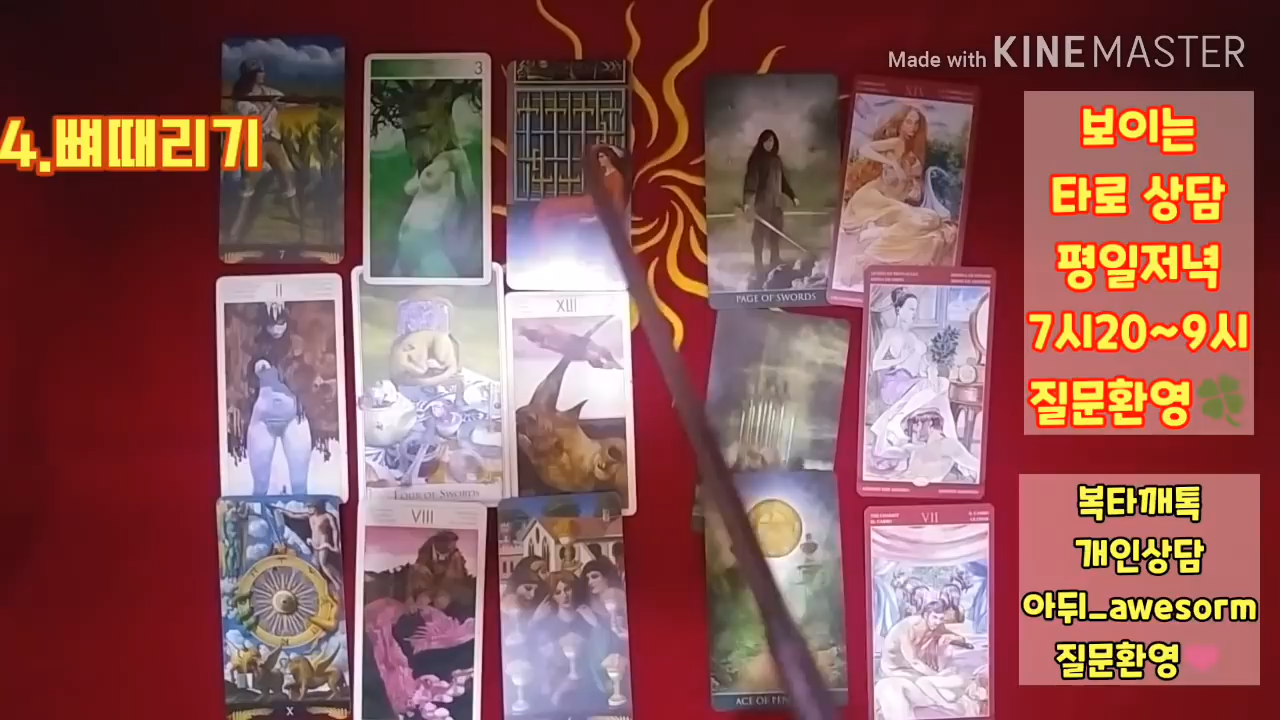 Made with KINEMASTER
4.뼈때리기
보이는
타로 상담
평일저녁
7시20~9시
질문환영🍀
복타깨톡
개인상담
아뒤_awesorm
질문환영
3
7
PAGE OF SWORDS
XIV
II
FOUR OF SWORDS
XIII
X
VIII
ACE OF PEN
VII